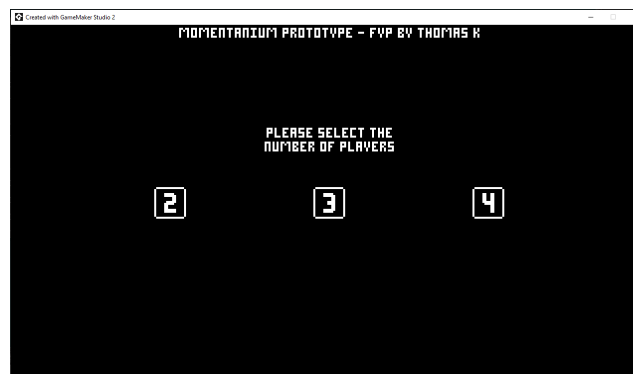 Created with GameMaker Studio 2
MOMENTANIUM PROTOTYPE - FYP BY THOMAS K
PLEASE SELECT THE
NUMBER OF PLAYERS
2 3 4